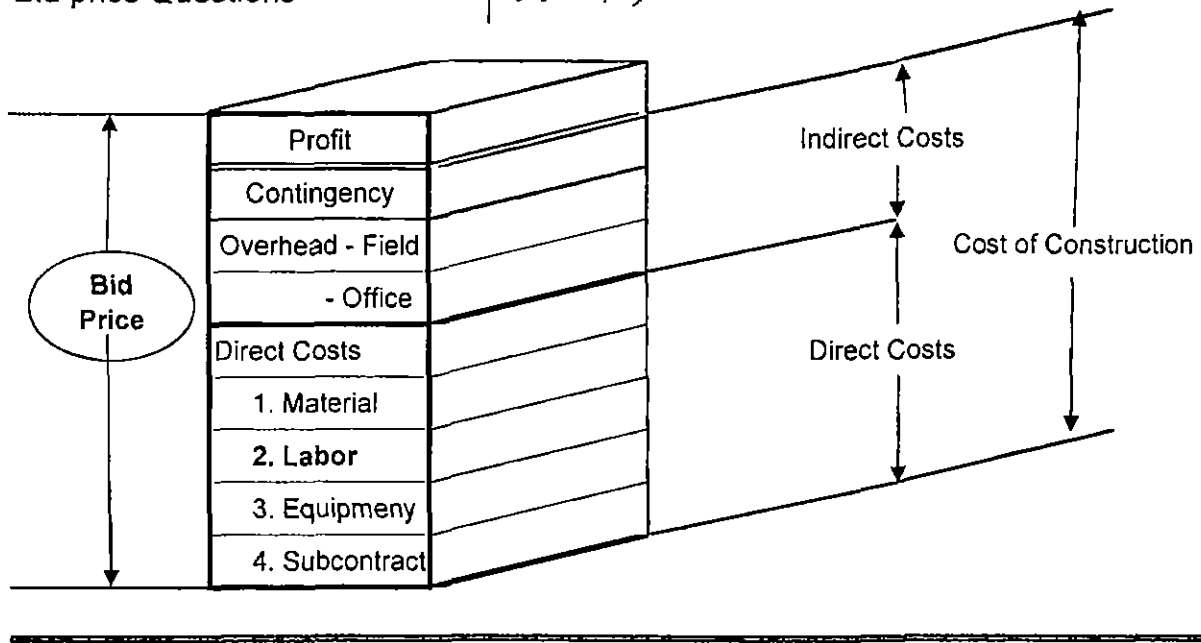 Bid price Questions
Profit
Contingency
Overhead - Field
- Office
Direct Costs
1. Material
2. Labor
3. Equipmeny
4. Subcontract
Bid
Price
Indirect Costs
Direct Costs
Cost of Construction